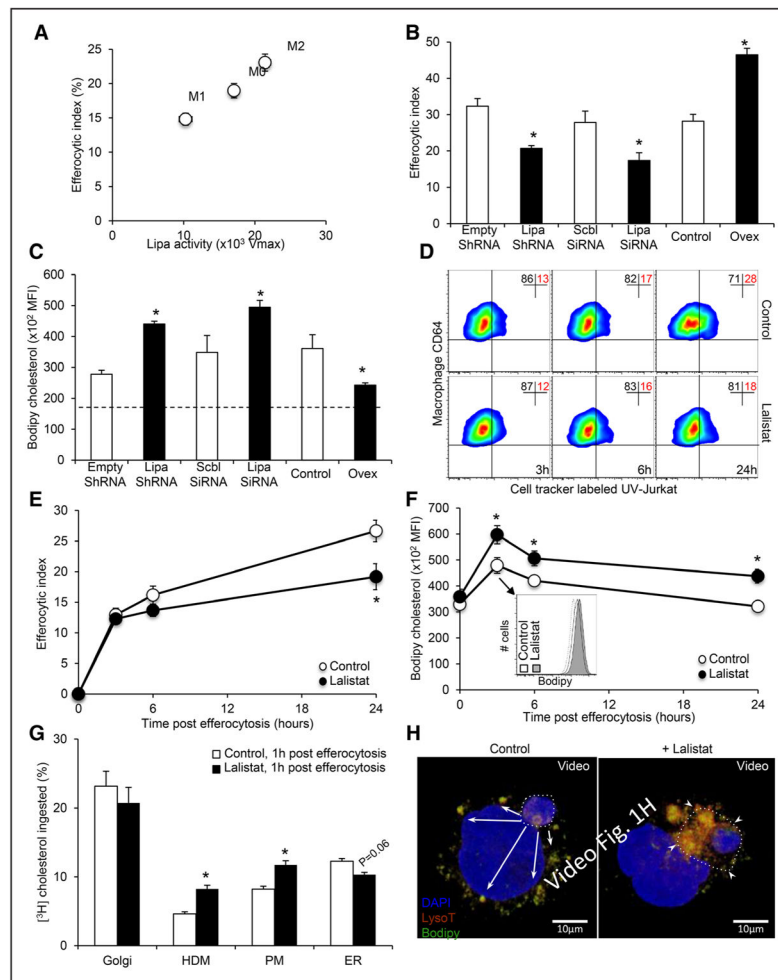 A
Efferocytic index (%)
25
20
15
10
5
0
M1
M0
M2
0
10
20
30
Lipa activity (x10³ Vmax)
B
Efferocytic index
50
40
30
20
10
0
*
*
*
Empty ShRNA
Lipa ShRNA
Scbl SiRNA
Lipa SiRNA
Control
Ovex
C
Bodipy cholesterol (x10² MFI)
600
500
400
300
200
100
0
*
*
*
Empty ShRNA
Lipa ShRNA
Scbl SiRNA
Lipa SiRNA
Control
Ovex
D
Macrophage CD64
86|13
82|17
71|28
Control
87|12
83|16
81|18
Lalistat
3h
6h
24h
Cell tracker labeled UV-Jurkat
E
Efferocytic index
30
25
20
15
10
5
0
*
Control
Lalistat
0
6
12
18
24
Time post efferocytosis (hours)
F
Bodipy cholesterol (x10² MFI)
700
600
500
400
300
200
100
0
*
*
*
# cells
Control
Lalistat
Bodipy
Control
Lalistat
0
6
12
18
24
Time post efferocytosis (hours)
G
[³H] cholesterol ingested (%)
30
20
10
0
Control, 1h post efferocytosis
Lalistat, 1h post efferocytosis
*
*
P=0.06
Golgi
HDM
PM
ER
H
Control
+ Lalistat
Video
Video
Video Fig. 1H
DAPI
LysoT
Bodipy
10µm
10µm